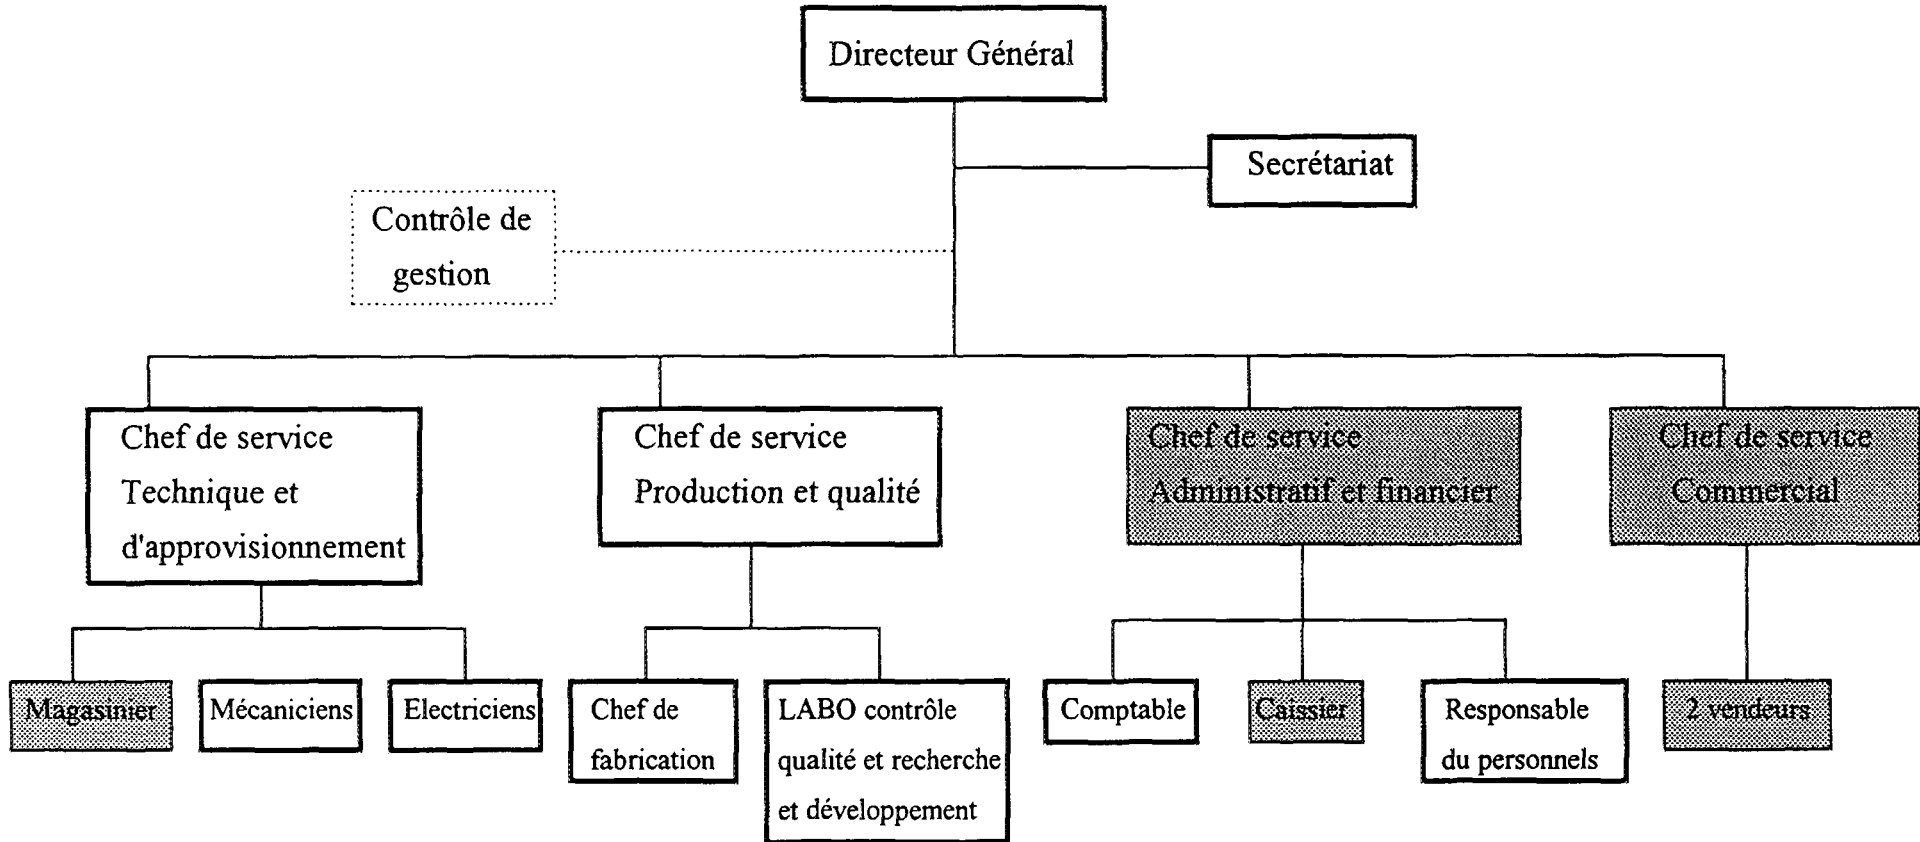 Directeur Général
Secrétariat
Contrôle de
gestion
Chef de service
Technique et
d'approvisionnement
Chef de service
Production et qualité
Chef de service
Administratif et financier
Chef de service
Commercial
Magasinier
Mécaniciens
Electriciens
Chef de
fabrication
LABO contrôle
qualité et recherche
et développement
Comptable
Caissier
Responsable
du personnels
2 vendeurs